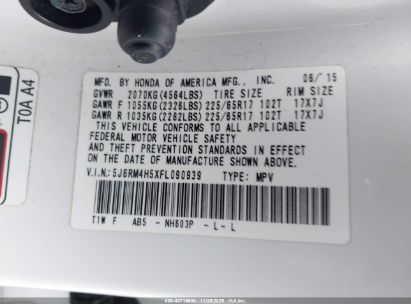 MFD. BY HONDA OF AMERICA MFG., INC. 06/15
GVWR 2070KG(4564LBS) TIRE SIZE RIM SIZE
GAWR F 1055KG(2326LBS) 225/65R17 102T 17X7J
GAWR R 1035KG(2282LBS) 225/65R17 102T 17X7J
THIS VEHICLE CONFORMS TO ALL APPLICABLE
FEDERAL MOTOR VEHICLE SAFETY
AND THEFT PREVENTION STANDARDS IN EFFECT ON
THE DATE OF MANUFACTURE SHOWN ABOVE.
V.I.N.: 5J6RM4H5XFL090939 TYPE: MPV
T1W F AB5 - NH603P - L - L
T0A A4